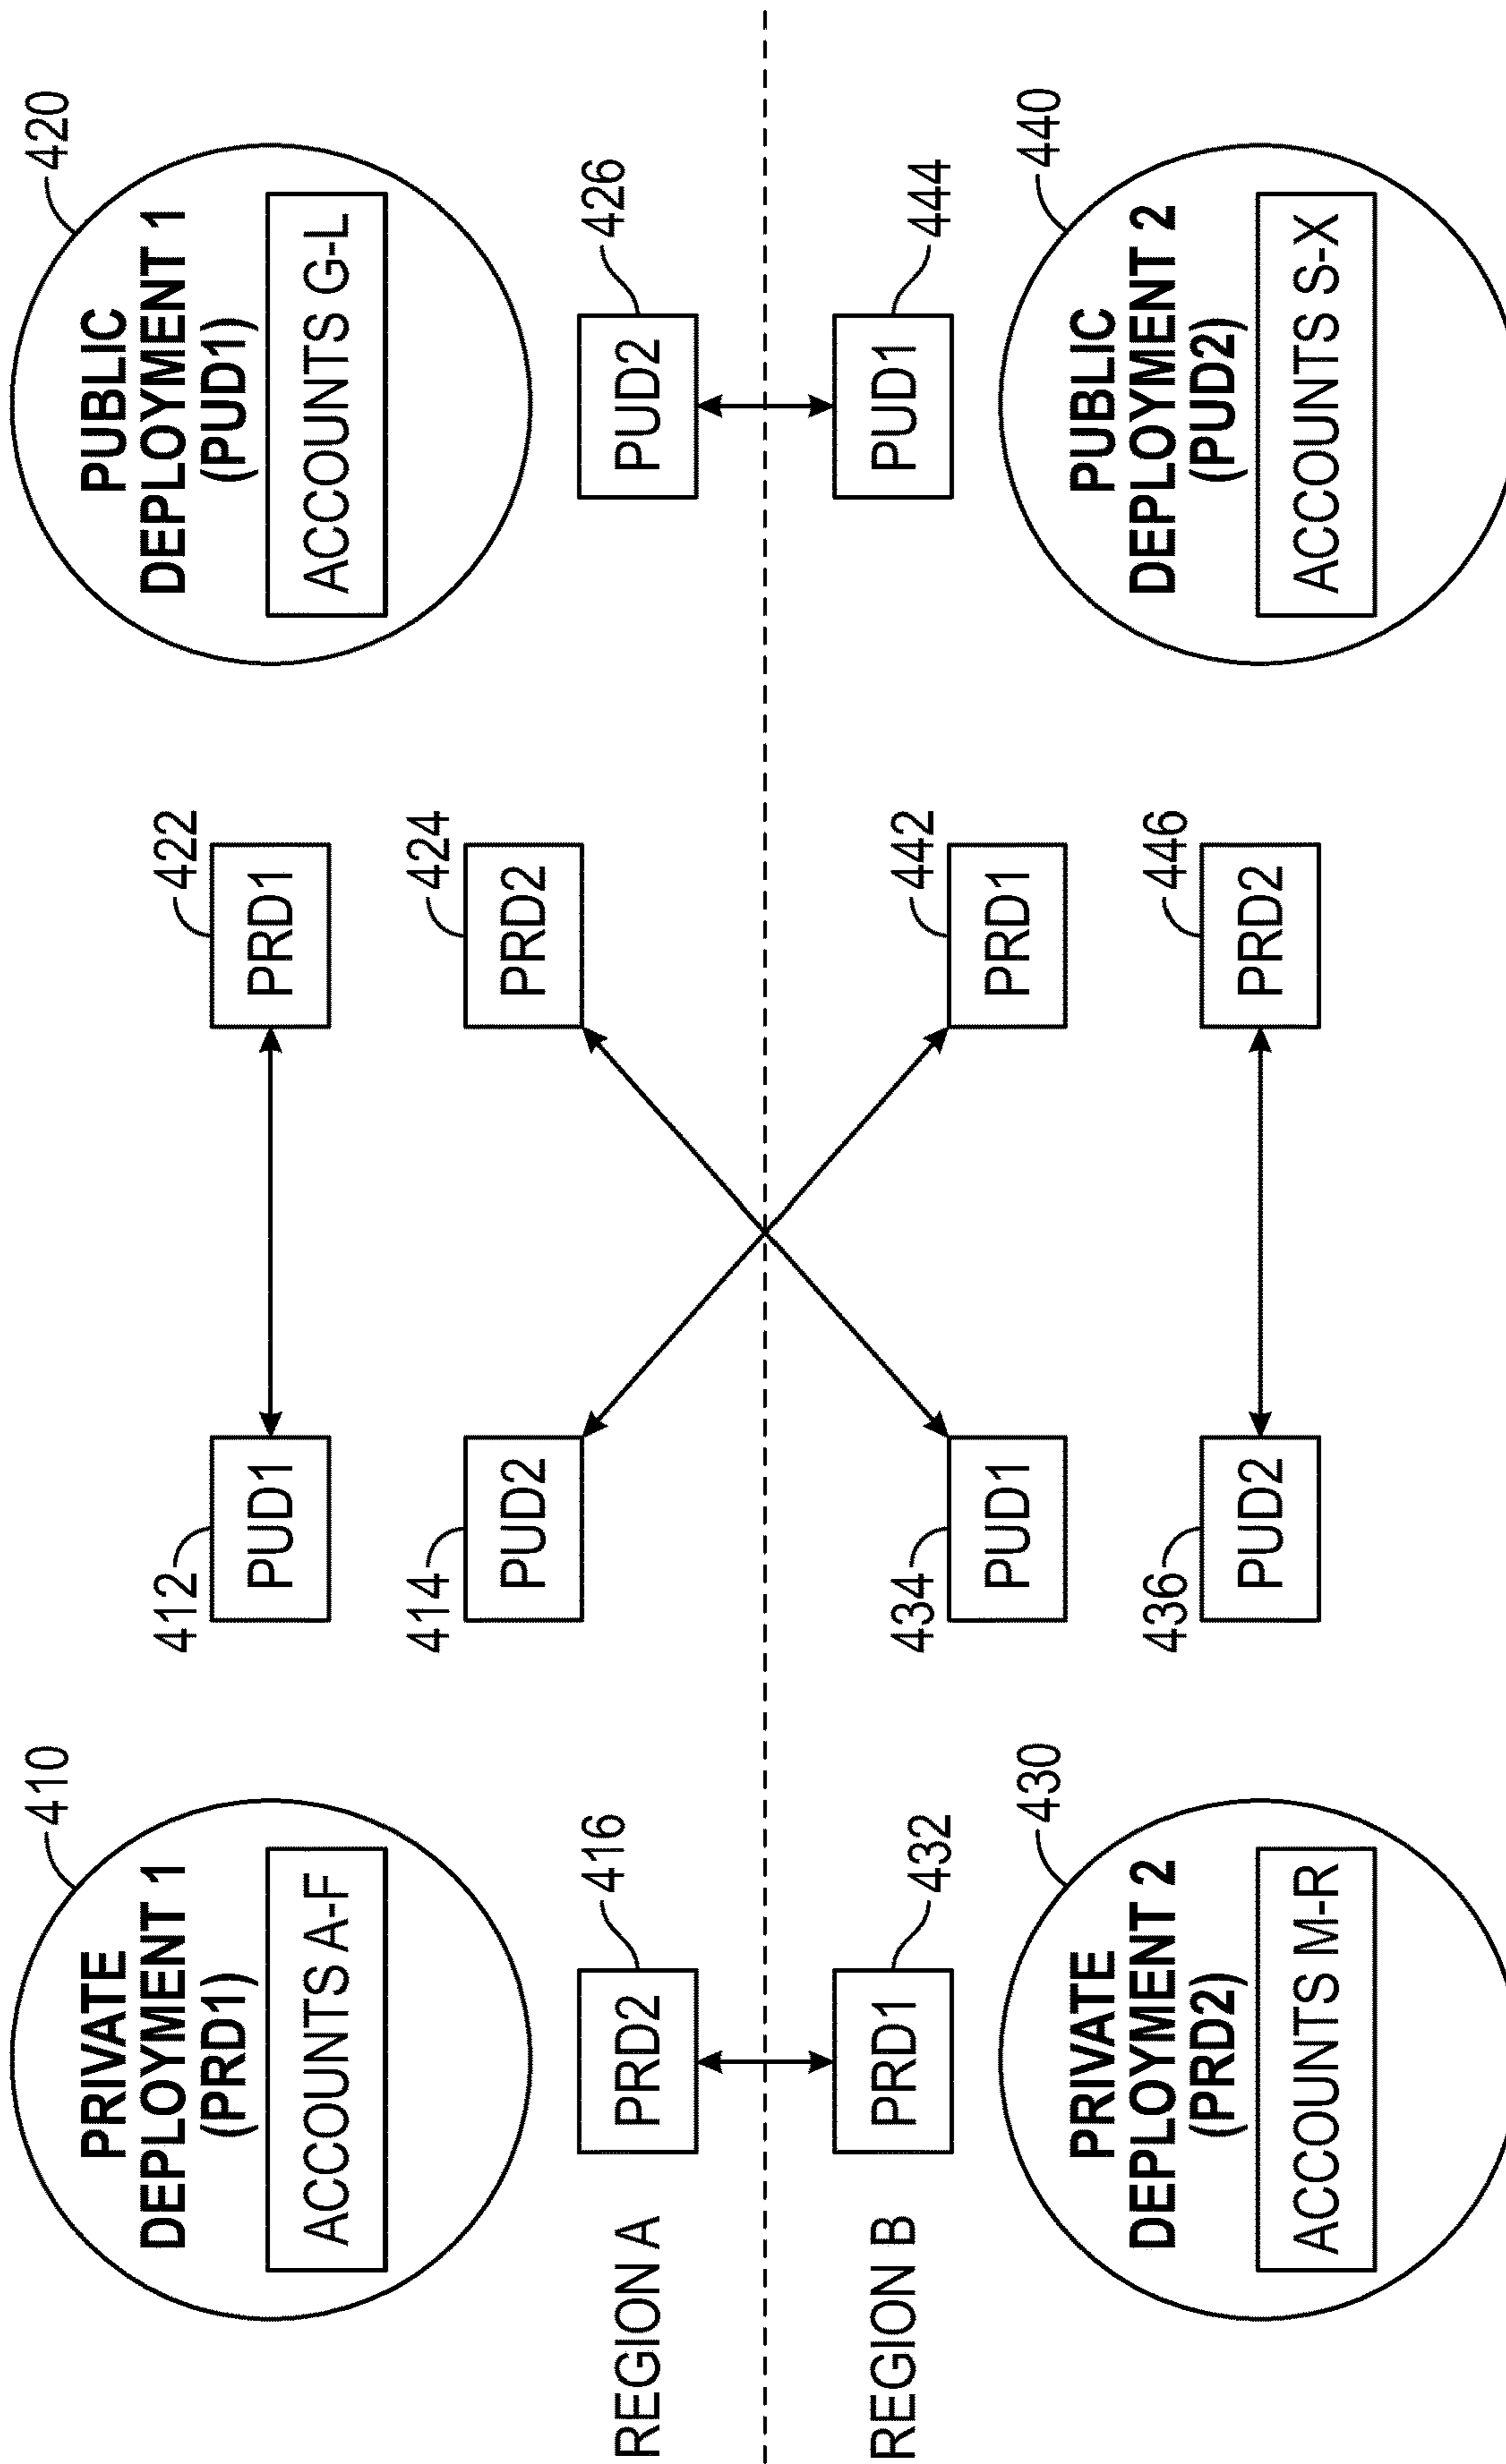 410
PRIVATE
DEPLOYMENT 1
(PRD1)
ACCOUNTS A-F
412
PUD1
422
PRD1
420
PUBLIC
DEPLOYMENT 1
(PUD1)
ACCOUNTS G-L
414
PUD2
424
PRD2
REGION A
PRD2
416
PUD2
426
REGION B
PRD1
432
434
PUD1
442
PRD1
PUD1
444
430
PRIVATE
DEPLOYMENT 2
(PRD2)
ACCOUNTS M-R
436
PUD2
446
PRD2
440
PUBLIC
DEPLOYMENT 2
(PUD2)
ACCOUNTS S-X